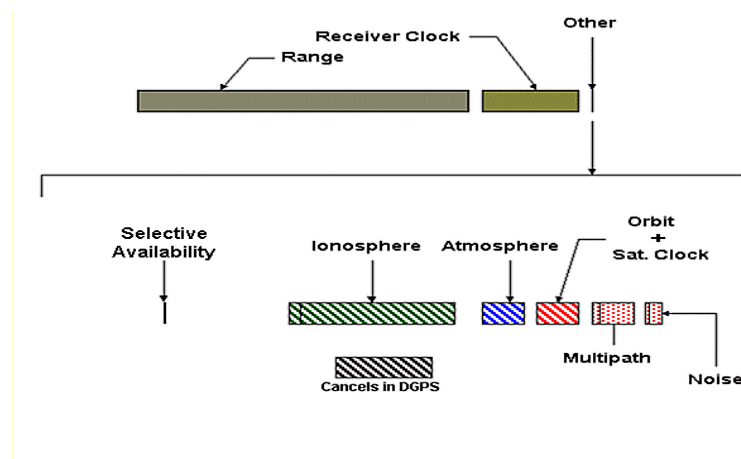 Other
Receiver Clock
Range
Selective
Availability
Ionosphere
Atmosphere
Orbit
+
Sat. Clock
Multipath
Noise
Cancels in DGPS